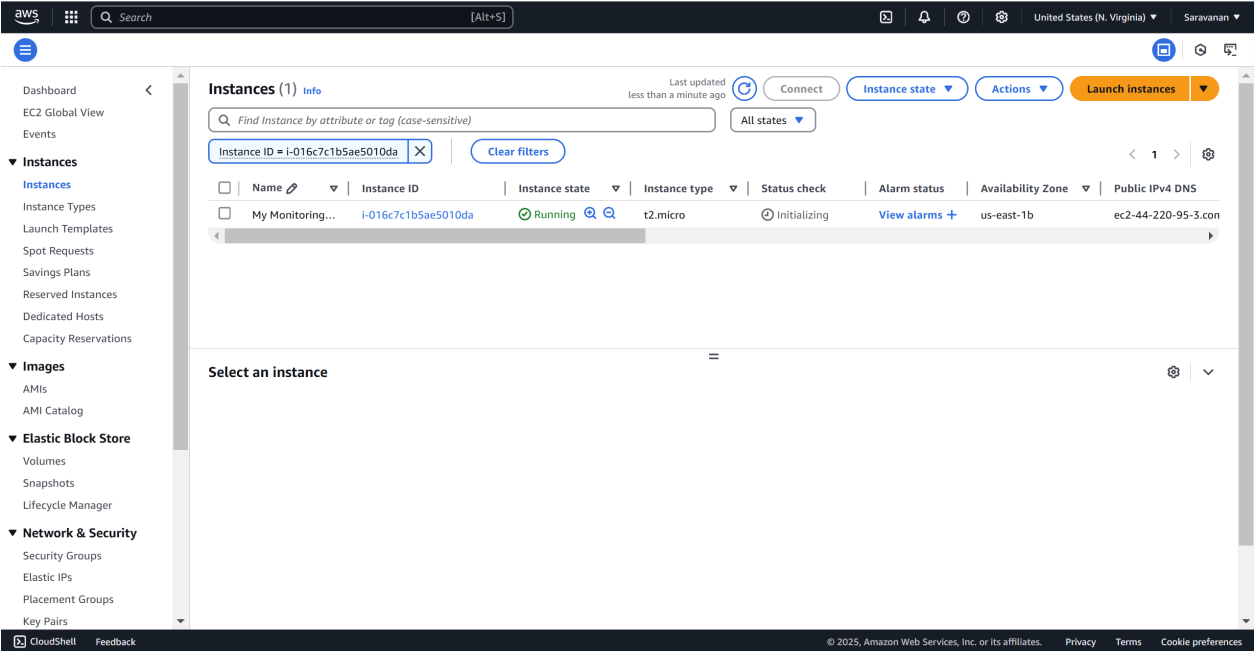 aws
Search [Alt+S]
United States (N. Virginia) Saravanan
Dashboard
EC2 Global View
Events
Instances
Instances
Instance Types
Launch Templates
Spot Requests
Savings Plans
Reserved Instances
Dedicated Hosts
Capacity Reservations
Images
AMIs
AMI Catalog
Elastic Block Store
Volumes
Snapshots
Lifecycle Manager
Network & Security
Security Groups
Elastic IPs
Placement Groups
Key Pairs
Instances (1) Info
Last updated
less than a minute ago
Connect Instance state Actions Launch instances
Find Instance by attribute or tag (case-sensitive) All states
Instance ID = i-016c7c1b5ae5010da Clear filters
1
Name Instance ID Instance state Instance type Status check Alarm status Availability Zone Public IPv4 DNS
My Monitoring... i-016c7c1b5ae5010da Running t2.micro Initializing View alarms + us-east-1b ec2-44-220-95-3.con
Select an instance
CloudShell Feedback © 2025, Amazon Web Services, Inc. or its affiliates. Privacy Terms Cookie preferences